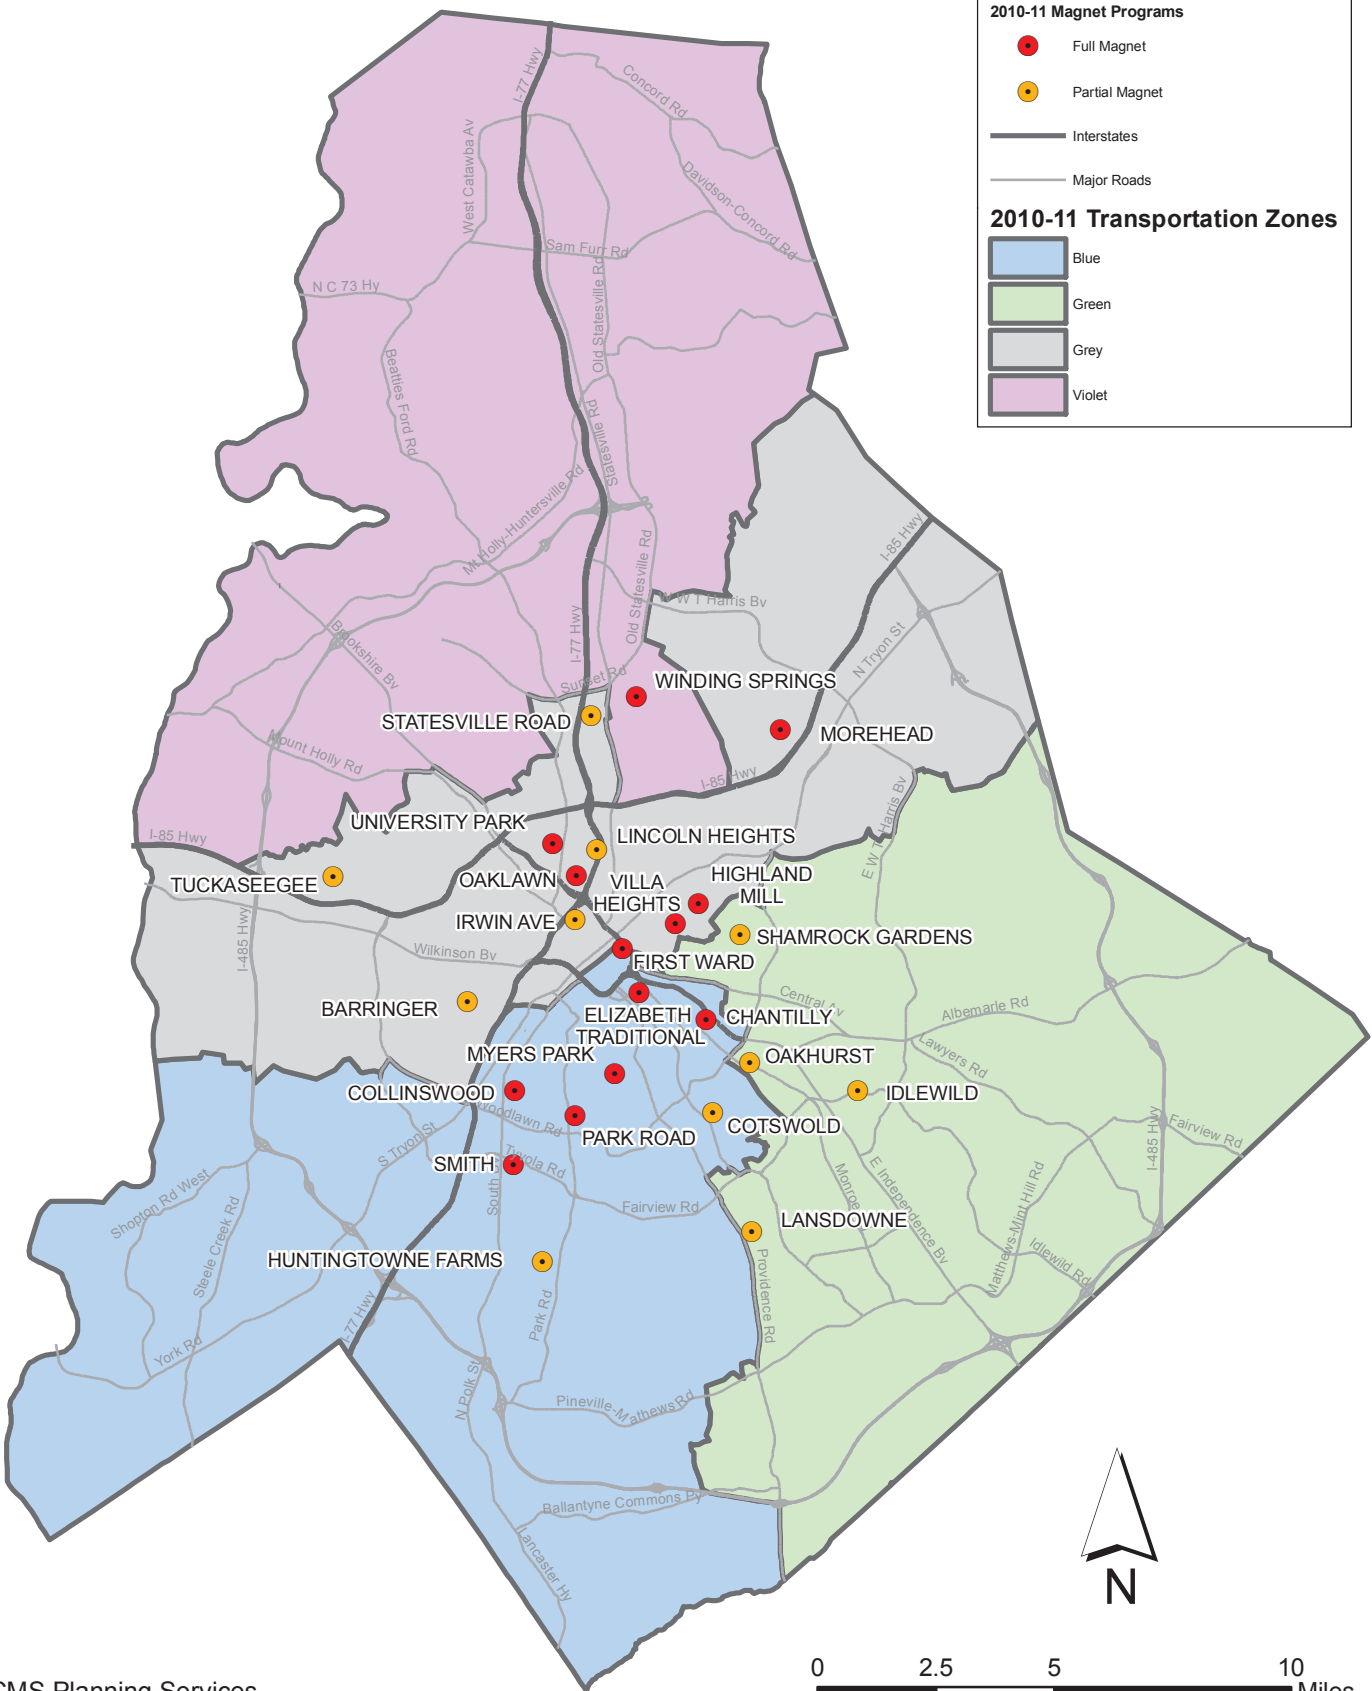 2010-11 Magnet Programs
Full Magnet
Partial Magnet
Interstates
Major Roads
2010-11 Transportation Zones
Blue
Green
Grey
Violet
I-77 Hwy
Concord Rd
West Catawba Av
Davidson-Concord Rd
Sam Furr Rd
N C 73 Hy
Old Statesville Rd
Beatties Ford Rd
Statesville Rd
Mt Holly-Huntersville Rd
I-85 Hwy
Old Statesville Rd
W W T Harris Bv
I-77 Hwy
Brookshire Bv
N Tryon St
Sunset Rd
WINDING SPRINGS
STATESVILLE ROAD
MOREHEAD
Mount Holly Rd
I-85 Hwy
E W T Harris Bv
UNIVERSITY PARK
I-85 Hwy
LINCOLN HEIGHTS
TUCKASEEGEE
OAKLAWN
VILLA
HEIGHTS
HIGHLAND
MILL
IRWIN AVE
SHAMROCK GARDENS
I-485 Hwy
Wilkinson Bv
FIRST WARD
BARRINGER
ELIZABETH
TRADITIONAL
CHANTILLY
Central Av
Albemarle Rd
MYERS PARK
OAKHURST
Lawyers Rd
COLLINSWOOD
IDLEWILD
Woodlawn Rd
PARK ROAD
COTSWOLD
S Tryon St
I-485 Hwy
Fairview Rd
SMITH
Tyvola Rd
South
Shopton Rd West
Steele Creek Rd
Fairview Rd
Monroe
E Independence Bv
Matthews-Mint Hill Rd
LANSDOWNE
Idlewild Rd
HUNTINGTOWNE FARMS
Providence Rd
I-77 Hwy
Park Rd
York Rd
N Polk St
Pineville-Mathews Rd
Ballantyne Commons Py
Lancaster Hy
N
CMS Planning Services
0 2.5 5 10
Miles